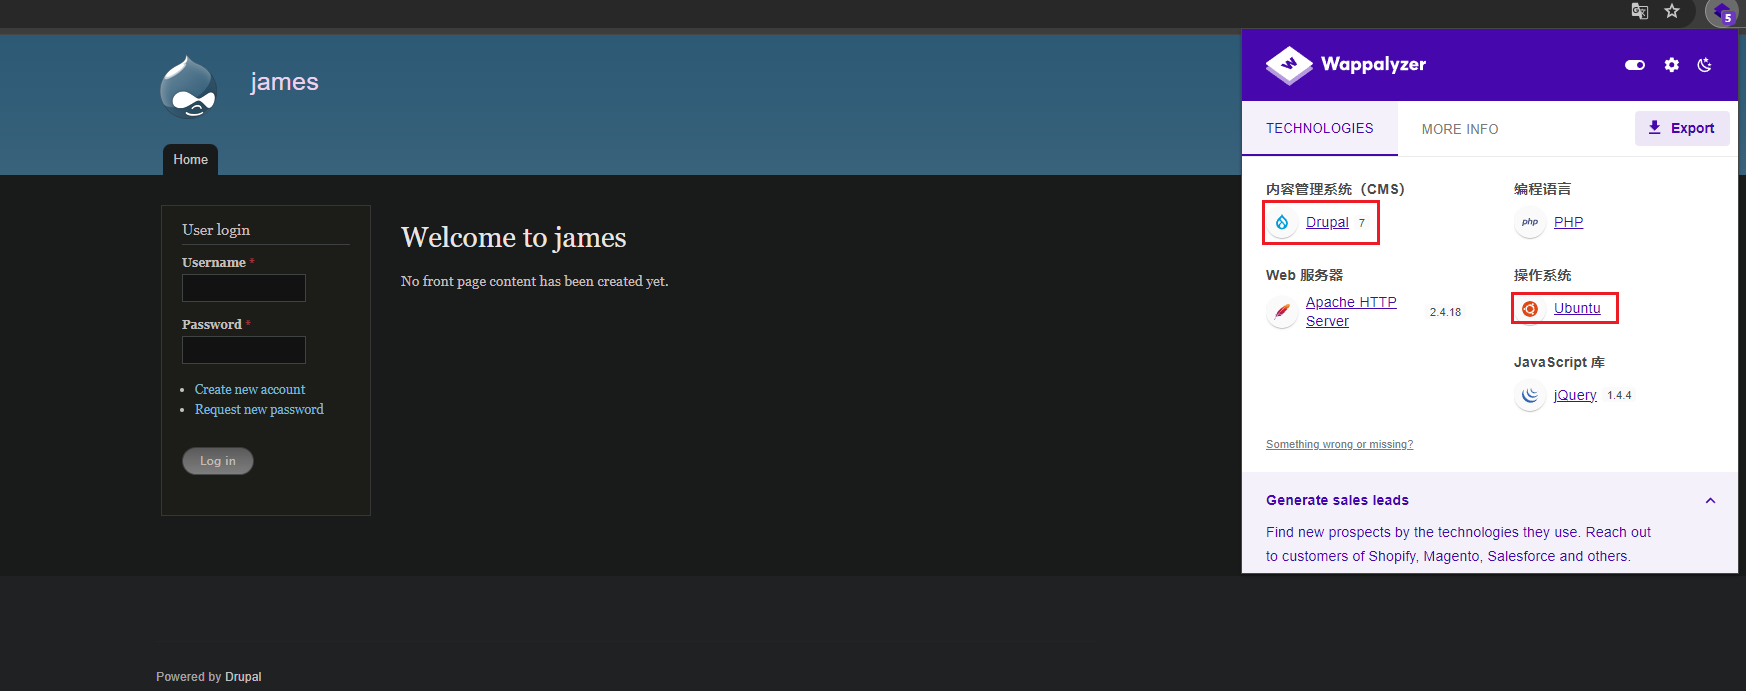 james
Home
User login
Username *
Password *
Create new account
Request new password
Log in
Welcome to james
No front page content has been created yet.
Powered by Drupal
5
Wappalyzer
TECHNOLOGIES
MORE INFO
Export
内容管理系统（CMS）
Drupal 7
Web 服务器
Apache HTTP
Server
2.4.18
编程语言
php PHP
操作系统
Ubuntu
JavaScript 库
jQuery 1.4.4
Something wrong or missing?
Generate sales leads
Find new prospects by the technologies they use. Reach out
to customers of Shopify, Magento, Salesforce and others.